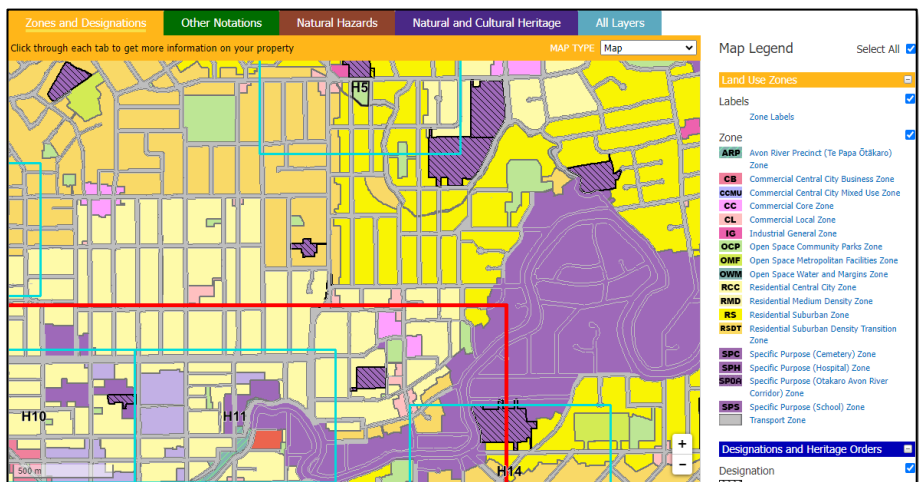 Zones and Designations
Other Notations
Natural Hazards
Natural and Cultural Heritage
All Layers
Click through each tab to get more information on your property
MAP TYPE Map
H5
H10
H11
H14
500 m
+
−
Map Legend
Select All
Land Use Zones
Labels
Zone Labels
Zone
ARP Avon River Precinct (Te Papa Ōtākaro)
Zone
CB Commercial Central City Business Zone
CCMU Commercial Central City Mixed Use Zone
CC Commercial Core Zone
CL Commercial Local Zone
IG Industrial General Zone
OCP Open Space Community Parks Zone
OMF Open Space Metropolitan Facilities Zone
OWM Open Space Water and Margins Zone
RCC Residential Central City Zone
RMD Residential Medium Density Zone
RS Residential Suburban Zone
RSDT Residential Suburban Density Transition
Zone
SPC Specific Purpose (Cemetery) Zone
SPH Specific Purpose (Hospital) Zone
SPOA Specific Purpose (Otakaro Avon River
Corridor) Zone
SPS Specific Purpose (School) Zone
Transport Zone
Designations and Heritage Orders
Designation